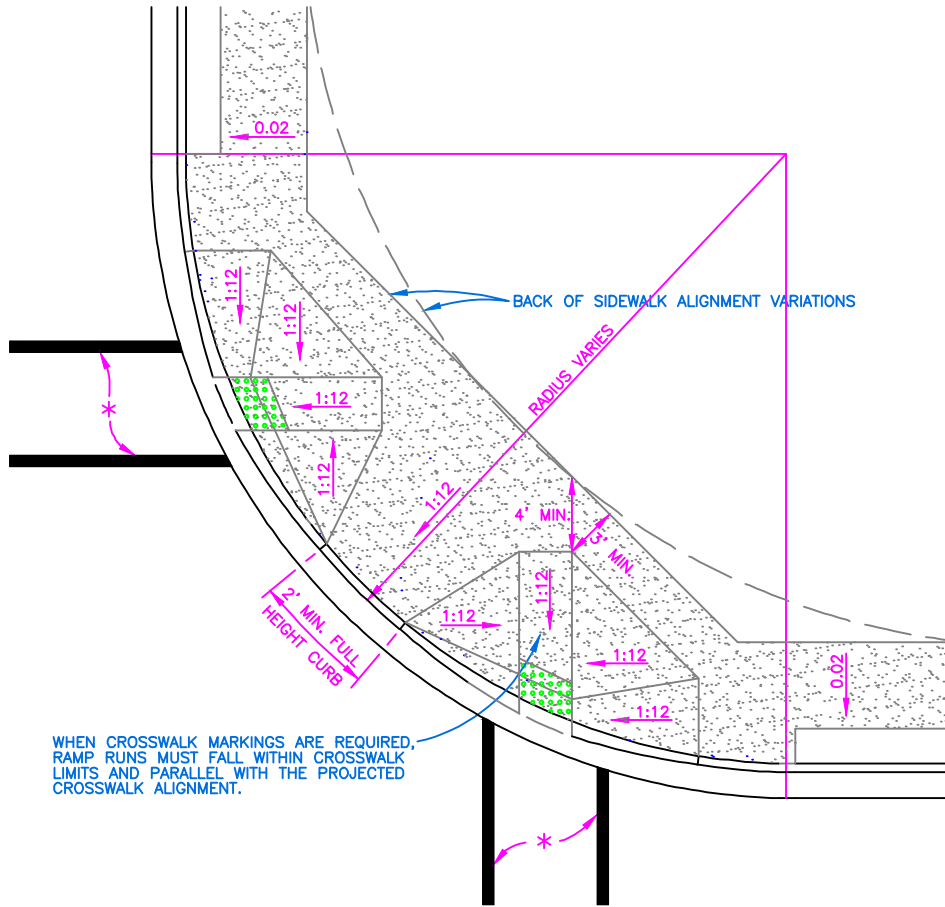 0.02
1:12
1:12
BACK OF SIDEWALK ALIGNMENT VARIATIONS
RADIUS VARIES
*
1:12
1:12
1:12
4' MIN.
3' MIN.
1:12
1:12
1:12
2' MIN. FULL
HEIGHT CURB
0.02
1:12
WHEN CROSSWALK MARKINGS ARE REQUIRED,
RAMP RUNS MUST FALL WITHIN CROSSWALK
LIMITS AND PARALLEL WITH THE PROJECTED
CROSSWALK ALIGNMENT.
*